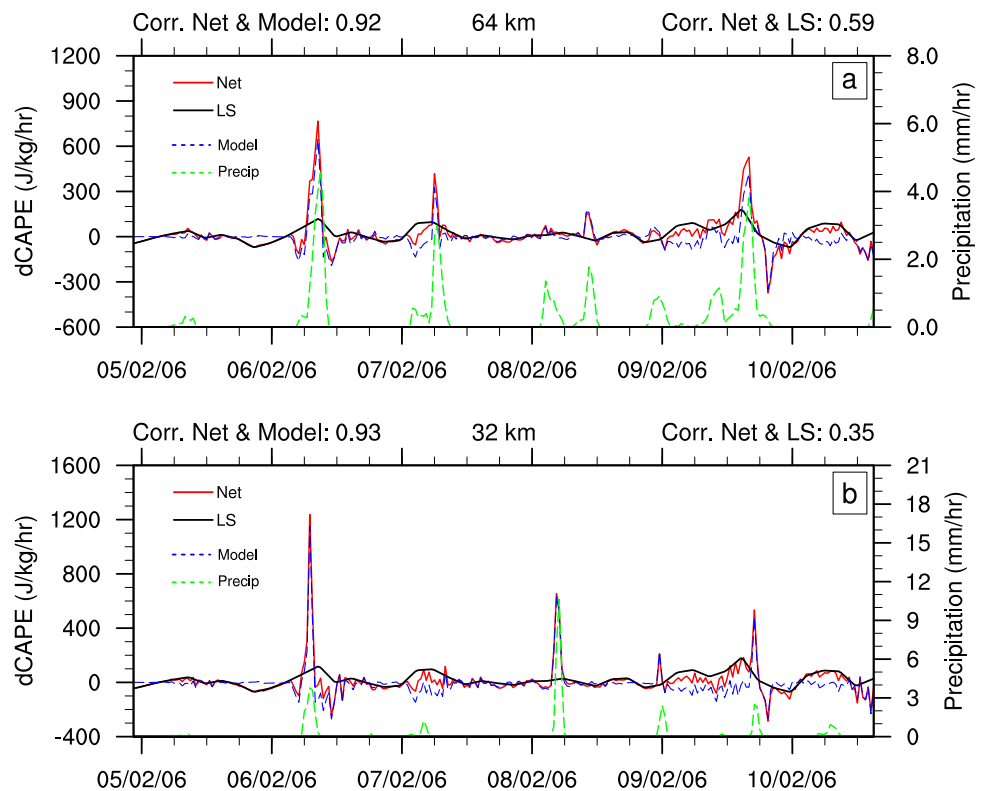 Corr. Net & Model: 0.92 64 km Corr. Net & LS: 0.59
1200 8.0
a
Net
900
LS
6.0
600 Model
Precip
300 4.0
0
2.0
-300
-600 0.0
dCAPE (J/kg/hr)
Precipitation (mm/hr)
05/02/06 06/02/06 07/02/06 08/02/06 09/02/06 10/02/06
Corr. Net & Model: 0.93 32 km Corr. Net & LS: 0.35
1600 21
b
Net
18
LS
1200
15
Model
Precip
800 12
9
400
6
0
3
-400 0
dCAPE (J/kg/hr)
Precipitation (mm/hr)
05/02/06 06/02/06 07/02/06 08/02/06 09/02/06 10/02/06